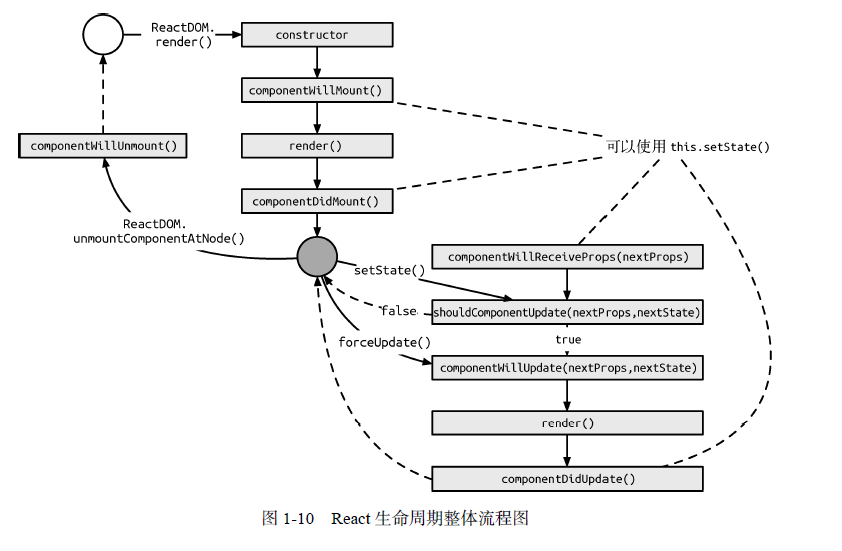 ReactDOM.
render()
constructor
componentWillMount()
componentWillUnmount()
render()
可以使用 this.setState()
componentDidMount()
ReactDOM.
unmountComponentAtNode()
componentWillReceiveProps(nextProps)
setState()
false
shouldComponentUpdate(nextProps,nextState)
forceUpdate()
true
componentWillUpdate(nextProps,nextState)
render()
componentDidUpdate()
图 1-10 React 生命周期整体流程图